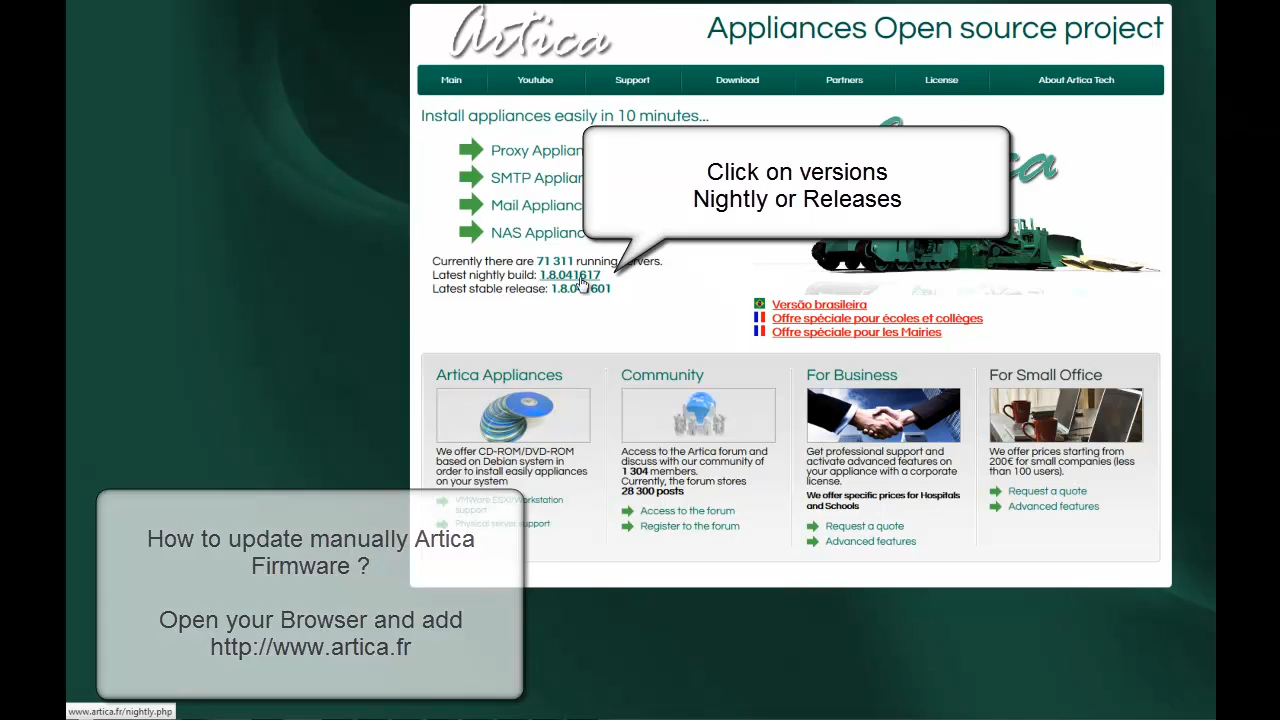 Artica
Appliances Open source project
Main
Youtube
Support
Download
Partners
License
About Artica Tech
Install appliances easily in 10 minutes...
Proxy Applian
SMTP Applian
Mail Applianc
NAS Applianc
Click on versions
Nightly or Releases
Currently there are 71 311 running servers.
Latest nightly build: 1.8.041617
Latest stable release: 1.8.041601
Versão brasileira
Offre spéciale pour écoles et collèges
Offre spéciale pour les Mairies
Artica Appliances
We offer CD-ROM/DVD-ROM
based on Debian system in
order to install easily appliances
on your system
VMWare ESXi/Workstation
support
Physical server support
Community
Access to the Artica forum and
discuss with our community of
1 304 members.
Currently, the forum stores
28 300 posts
Access to the forum
Register to the forum
For Business
Get professional support and
activate advanced features on
your appliance with a corporate
license.
We offer specific prices for Hospitals
and Schools
Request a quote
Advanced features
For Small Office
We offer prices starting from
200€ for small companies (less
than 100 users).
Request a quote
Advanced features
How to update manually Artica
Firmware ?
Open your Browser and add
http://www.artica.fr
www.artica.fr/nightly.php